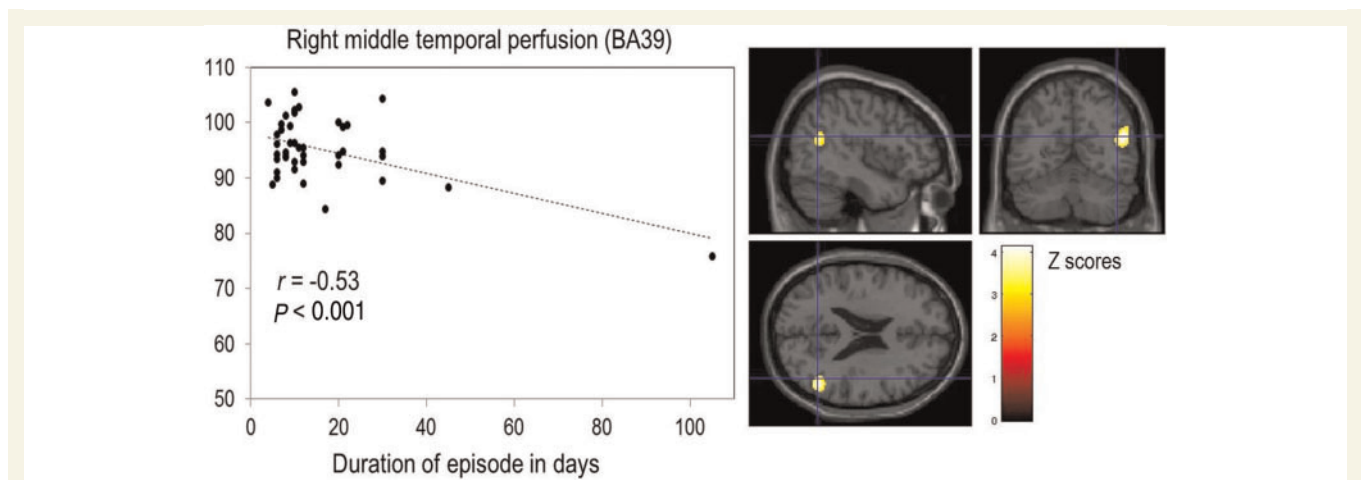 Right middle temporal perfusion (BA39)
110
100
90
80
70
60
50
r = -0.53
P < 0.001
0 20 40 60 80 100
Duration of episode in days
Z scores
4
3
2
1
0